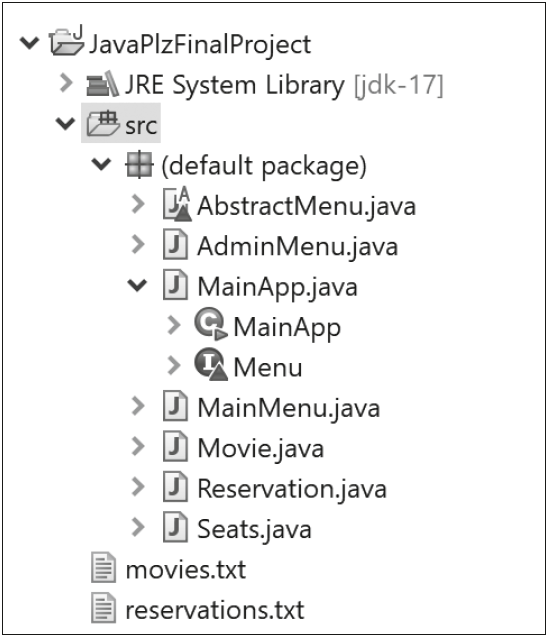 JavaPlzFinalProject
JRE System Library [jdk-17]
src
(default package)
AbstractMenu.java
AdminMenu.java
MainApp.java
MainApp
Menu
MainMenu.java
Movie.java
Reservation.java
Seats.java
movies.txt
reservations.txt